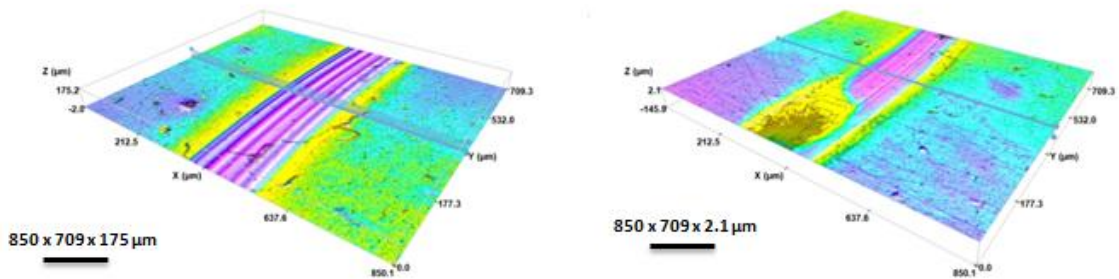 Z (µm)
175.2
-2.0
212.5
X (µm)
637.6
850.1
0.0
177.3
Y (µm)
532.0
709.3
850 x 709 x 175 µm
Z (µm)
2.1
-145.9
212.5
X (µm)
637.6
850.1
0.0
177.3
Y (µm)
532.0
709.3
850 x 709 x 2.1 µm